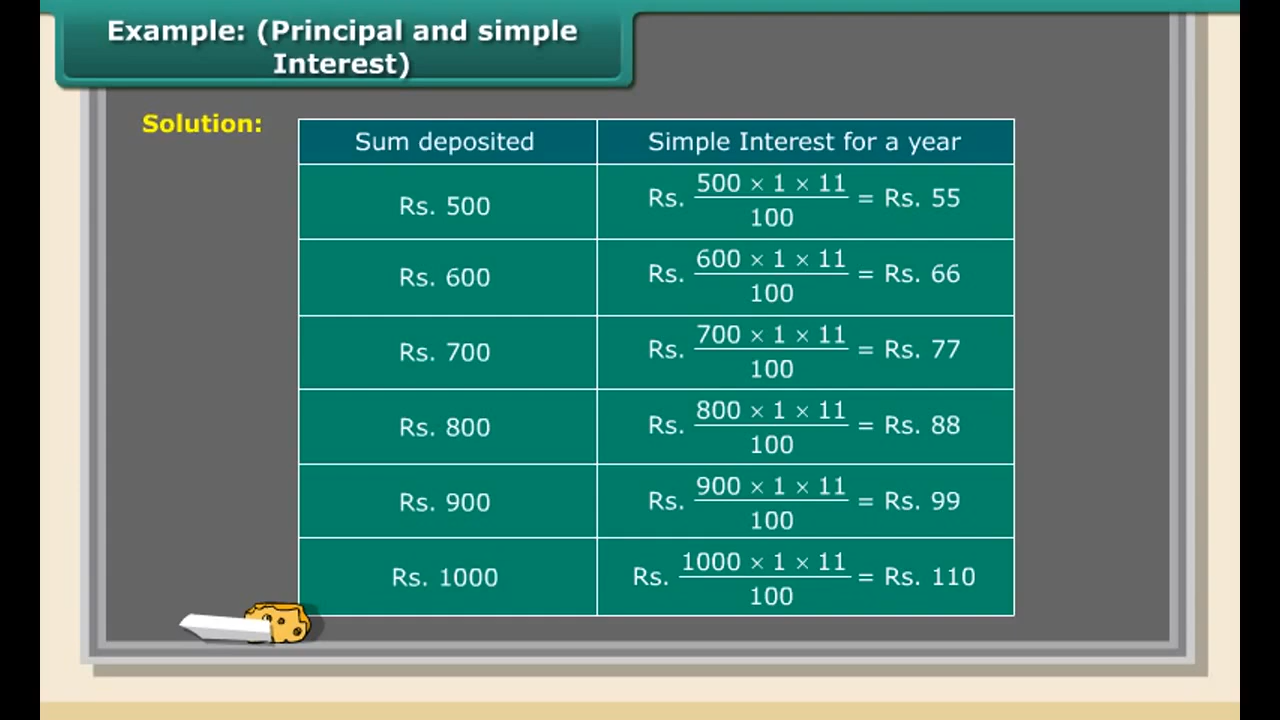 Example: (Principal and simple
Interest)
Solution:
Sum deposited Simple Interest for a year
Rs. 500 Rs. 500 × 1 × 11 / 100 = Rs. 55
Rs. 600 Rs. 600 × 1 × 11 / 100 = Rs. 66
Rs. 700 Rs. 700 × 1 × 11 / 100 = Rs. 77
Rs. 800 Rs. 800 × 1 × 11 / 100 = Rs. 88
Rs. 900 Rs. 900 × 1 × 11 / 100 = Rs. 99
Rs. 1000 Rs. 1000 × 1 × 11 / 100 = Rs. 110